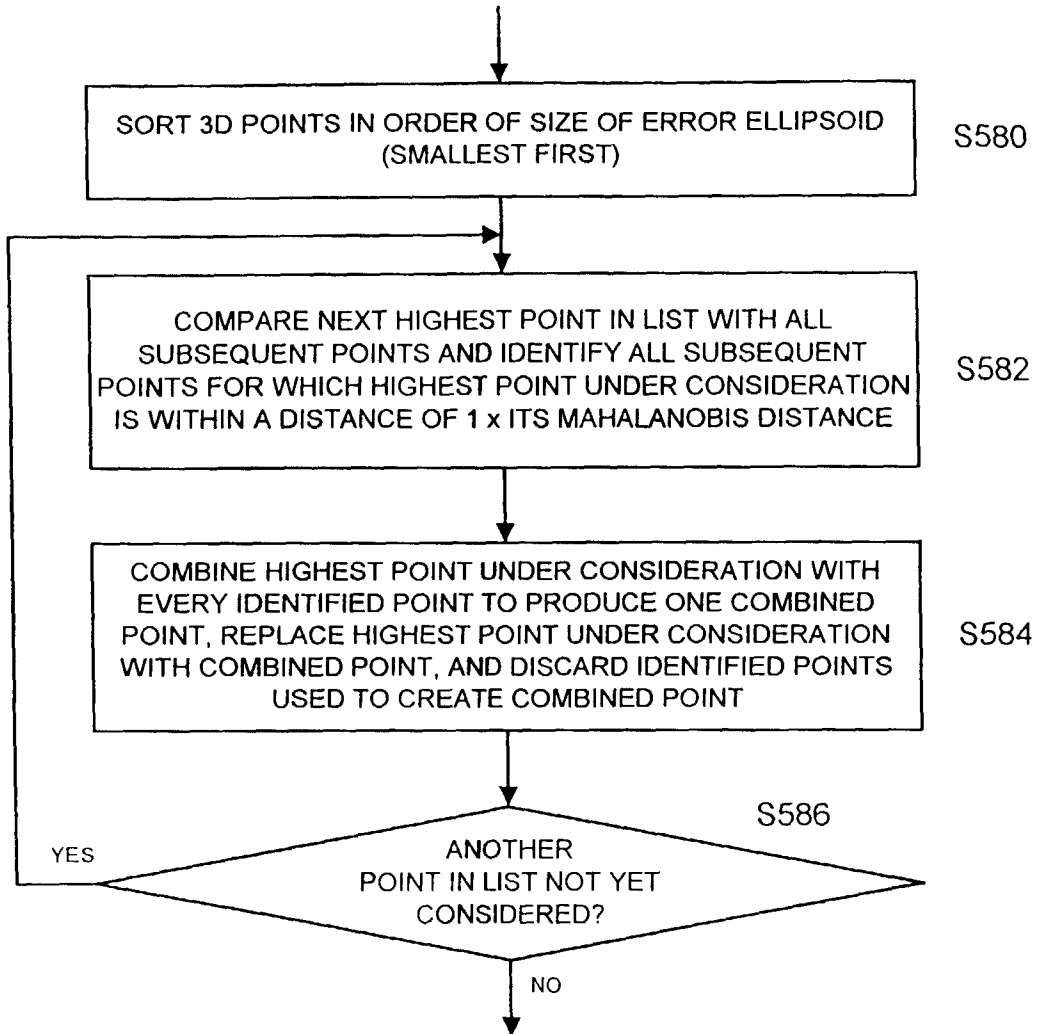 SORT 3D POINTS IN ORDER OF SIZE OF ERROR ELLIPSOID
(SMALLEST FIRST)
S580
COMPARE NEXT HIGHEST POINT IN LIST WITH ALL
SUBSEQUENT POINTS AND IDENTIFY ALL SUBSEQUENT
POINTS FOR WHICH HIGHEST POINT UNDER CONSIDERATION
IS WITHIN A DISTANCE OF 1 x ITS MAHALANOBIS DISTANCE
S582
COMBINE HIGHEST POINT UNDER CONSIDERATION WITH
EVERY IDENTIFIED POINT TO PRODUCE ONE COMBINED
POINT, REPLACE HIGHEST POINT UNDER CONSIDERATION
WITH COMBINED POINT, AND DISCARD IDENTIFIED POINTS
USED TO CREATE COMBINED POINT
S584
S586
YES
ANOTHER
POINT IN LIST NOT YET
CONSIDERED?
NO